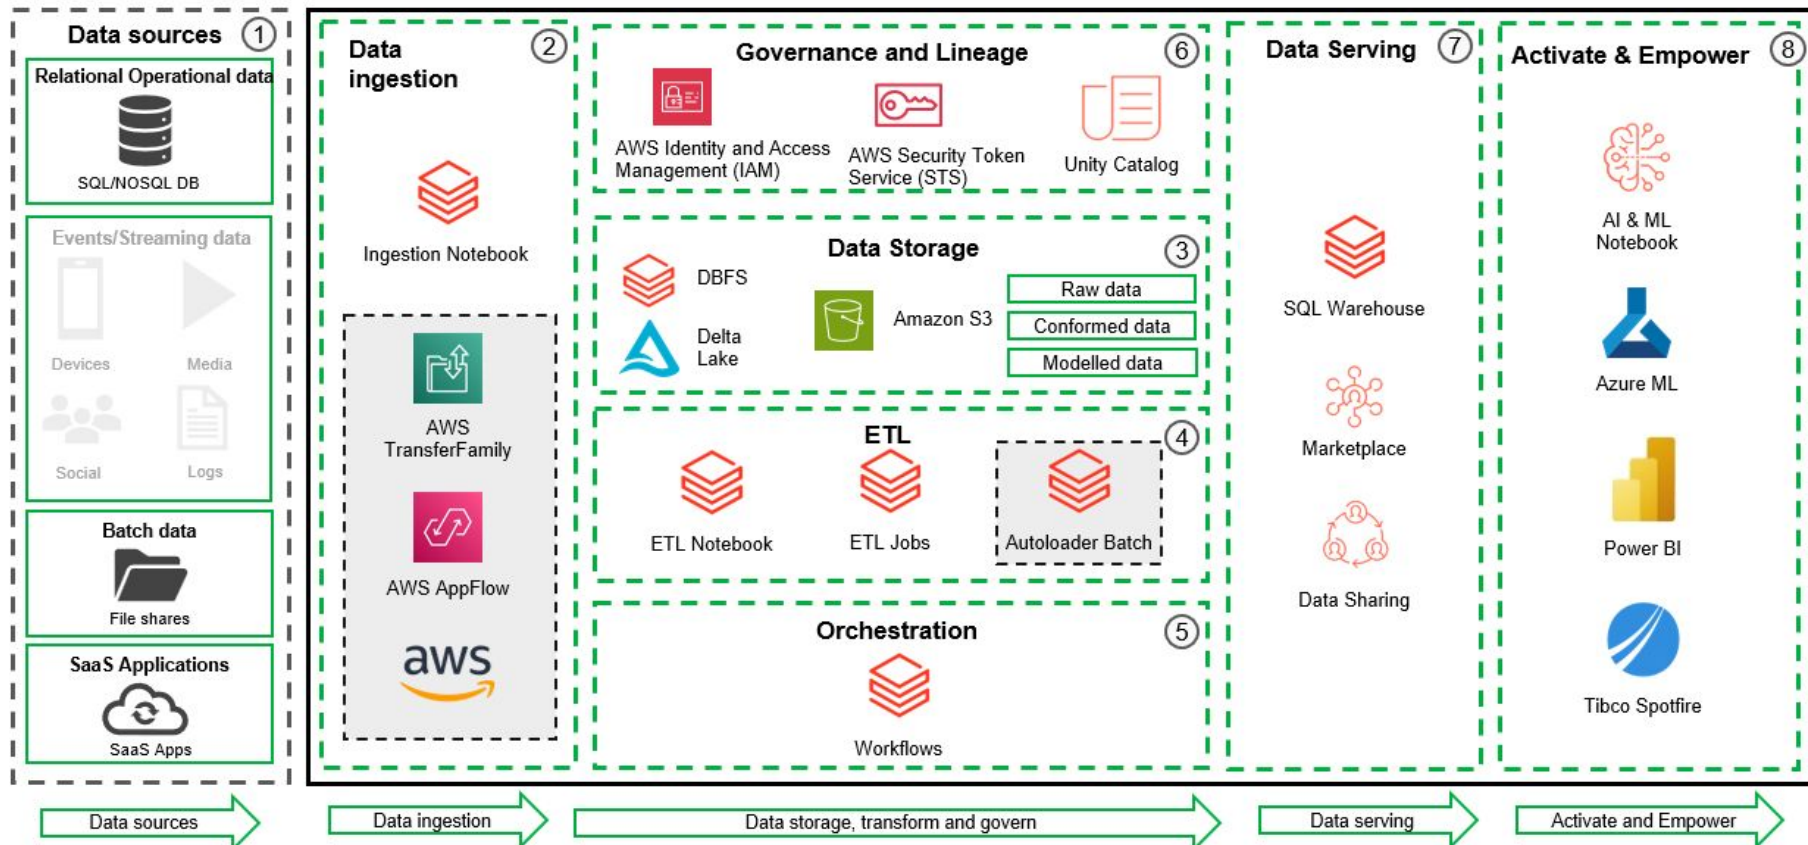 Data sources
1
Relational Operational data
SQL/NOSQL DB
Events/Streaming data
Devices
Media
Social
Logs
Batch data
File shares
SaaS Applications
SaaS Apps
Data
ingestion
2
Ingestion Notebook
AWS
TransferFamily
AWS AppFlow
aws
Governance and Lineage
6
AWS Identity and Access
Management (IAM)
AWS Security Token
Service (STS)
Unity Catalog
Data Storage
3
DBFS
Delta
Lake
Amazon S3
Raw data
Conformed data
Modelled data
ETL
4
ETL Notebook
ETL Jobs
Autoloader Batch
Orchestration
5
Workflows
Data Serving
7
SQL Warehouse
Marketplace
Data Sharing
Activate & Empower
8
AI & ML
Notebook
Azure ML
Power BI
Tibco Spotfire
Data sources
Data ingestion
Data storage, transform and govern
Data serving
Activate and Empower